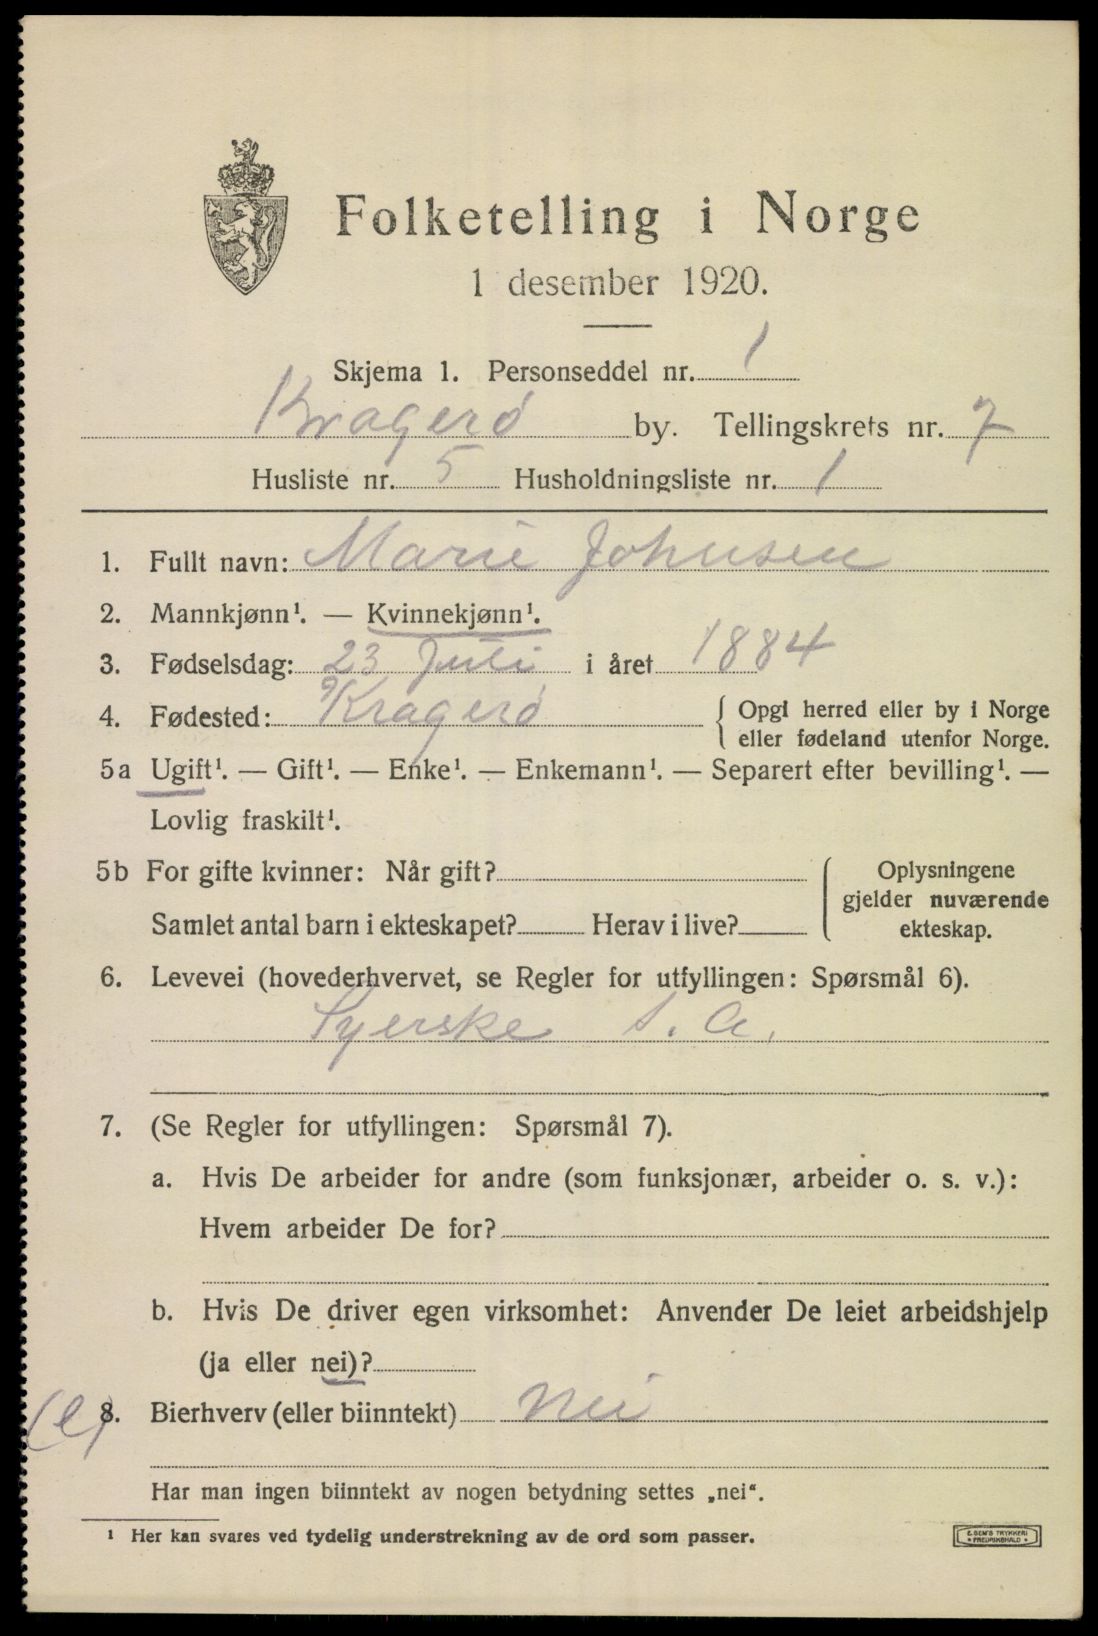 Folketelling i Norge
1 desember 1920.
Skjema 1. Personseddel nr. 1
Kragerø by. Tellingskrets nr. 7
Husliste nr. 5 Husholdningsliste nr. 1
1. Fullt navn: Marie Johnsen
2. Mannkjønn¹. — Kvinnekjønn¹.
3. Fødselsdag: 23 Juli i året 1884
4. Fødested: Kragerø { Opgi herred eller by i Norge
eller fødeland utenfor Norge.
5a Ugift¹. — Gift¹. — Enke¹. — Enkemann¹. — Separert efter bevilling¹. —
Lovlig fraskilt¹.
5b For gifte kvinner: Når gift? { Oplysningene
gjelder nuværende
Samlet antal barn i ekteskapet? Herav i live? ekteskap.
6. Levevei (hovederhvervet, se Regler for utfyllingen: Spørsmål 6).
Syerske s. a.
7. (Se Regler for utfyllingen: Spørsmål 7).
a. Hvis De arbeider for andre (som funksjonær, arbeider o. s. v.):
Hvem arbeider De for?
b. Hvis De driver egen virksomhet: Anvender De leiet arbeidshjelp
(ja eller nei)?
8. Bierhverv (eller biinntekt) Nei
Har man ingen biinntekt av nogen betydning settes „nei“.
¹ Her kan svares ved tydelig understrekning av de ord som passer.
E. SEM'S TRYKKERI
• FREDRIKSHALD •